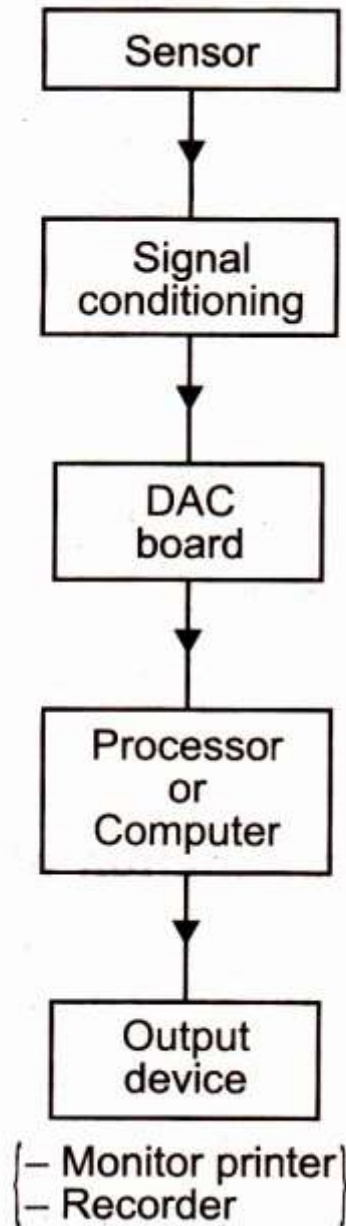 Sensor
Signal
conditioning
DAC
board
Processor
or
Computer
Output
device
– Monitor printer
– Recorder